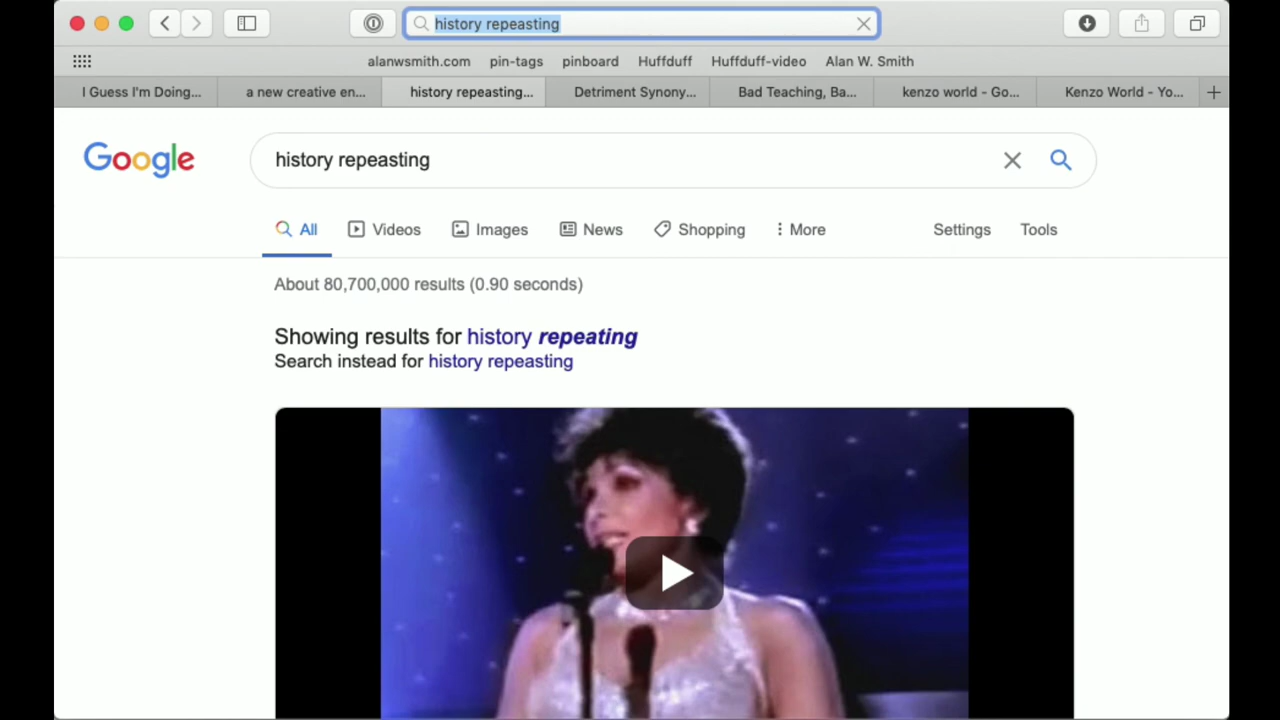 history repeasting
alanwsmith.com pin-tags pinboard Huffduff Huffduff-video Alan W. Smith
I Guess I'm Doing... a new creative en... history repeasting... Detriment Synony... Bad Teaching, Ba... kenzo world - Go... Kenzo World - Yo...
Google history repeasting
All Videos Images News Shopping More Settings Tools
About 80,700,000 results (0.90 seconds)
Showing results for history repeating
Search instead for history repeasting